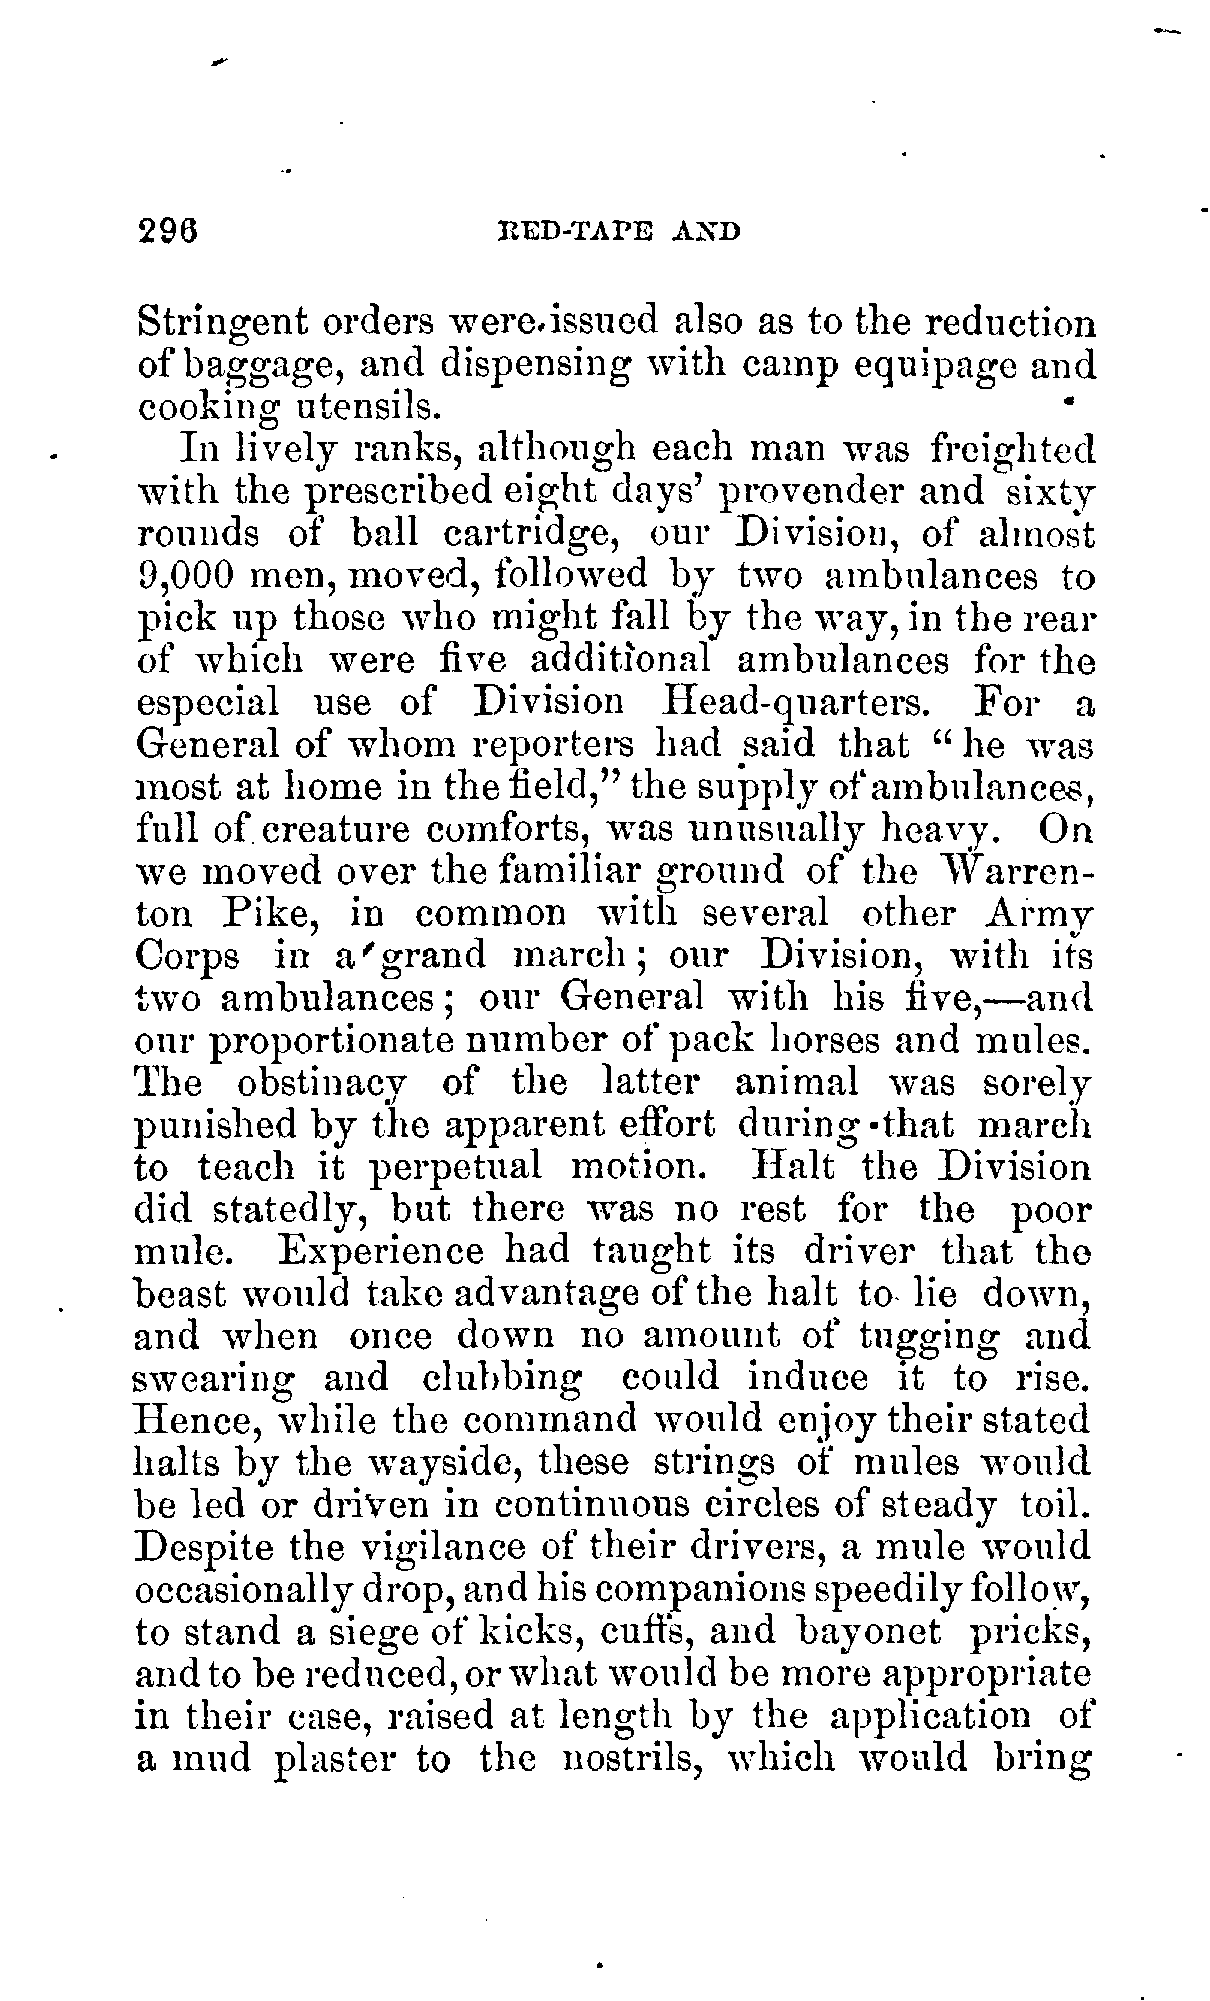 296 RED-TAPE AND
Stringent orders were issued also as to the reduction
of baggage, and dispensing with camp equipage and
cooking utensils.
In lively ranks, although each man was freighted
with the prescribed eight days' provender and sixty
rounds of ball cartridge, our Division, of almost
9,000 men, moved, followed by two ambulances to
pick up those who might fall by the way, in the rear
of which were five additional ambulances for the
especial use of Division Head-quarters. For a
General of whom reporters had said that "he was
most at home in the field," the supply of ambulances,
full of creature comforts, was unusually heavy. On
we moved over the familiar ground of the Warren-
ton Pike, in common with several other Army
Corps in a grand march; our Division, with its
two ambulances; our General with his five,—and
our proportionate number of pack horses and mules.
The obstinacy of the latter animal was sorely
punished by the apparent effort during that march
to teach it perpetual motion. Halt the Division
did statedly, but there was no rest for the poor
mule. Experience had taught its driver that the
beast would take advantage of the halt to lie down,
and when once down no amount of tugging and
swearing and clubbing could induce it to rise.
Hence, while the command would enjoy their stated
halts by the wayside, these strings of mules would
be led or driven in continuous circles of steady toil.
Despite the vigilance of their drivers, a mule would
occasionally drop, and his companions speedily follow,
to stand a siege of kicks, cuffs, and bayonet pricks,
and to be reduced, or what would be more appropriate
in their case, raised at length by the application of
a mud plaster to the nostrils, which would bring